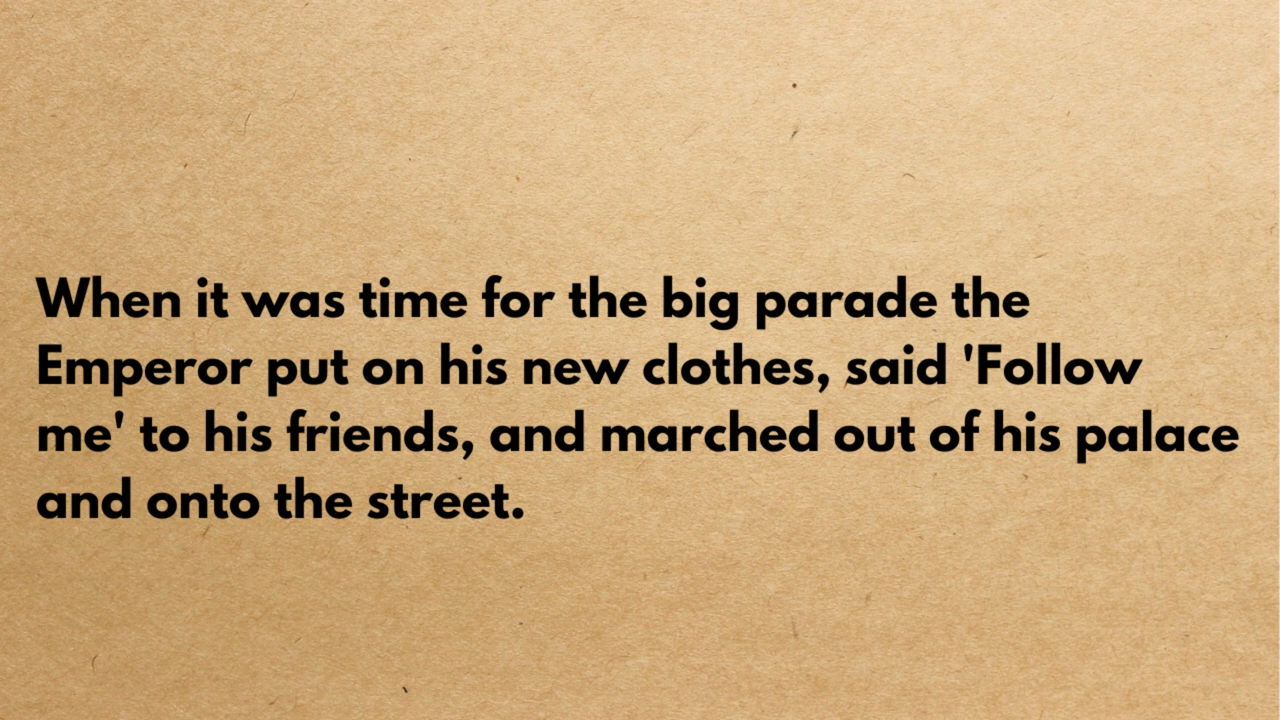 When it was time for the big parade the
Emperor put on his new clothes, said 'Follow
me' to his friends, and marched out of his palace
and onto the street.